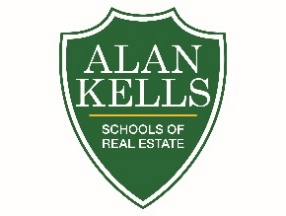 ALAN
KELLS
SCHOOLS OF
REAL ESTATE